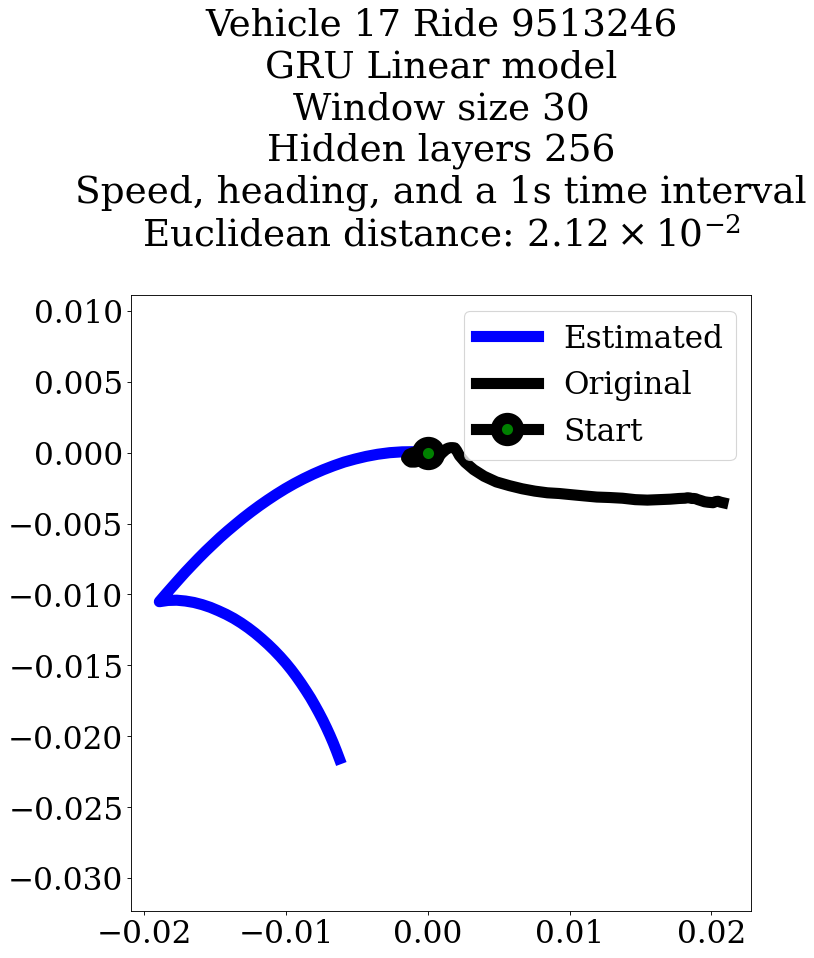 Vehicle 17 Ride 9513246
GRU Linear model
Window size 30
Hidden layers 256
Speed, heading, and a 1s time interval
Euclidean distance: 2.12 × 10⁻²
Estimated
Original
Start
0.010
0.005
0.000
−0.005
−0.010
−0.015
−0.020
−0.025
−0.030
−0.02 −0.01 0.00 0.01 0.02